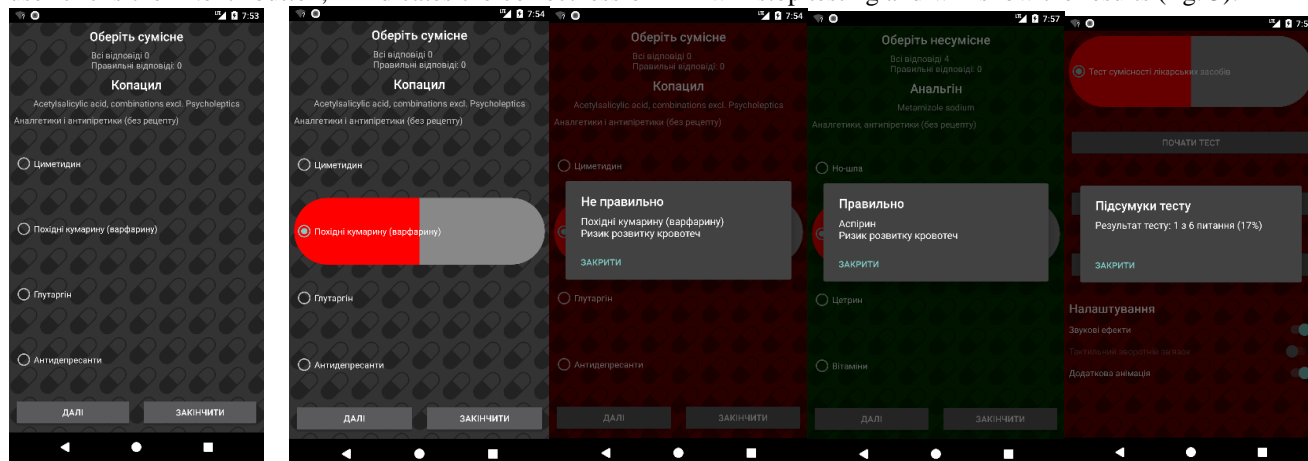 7:53
Оберіть сумісне
Всі відповіді 0
Правильні відповіді: 0
Копацил
Acetylsalicylic acid, combinations excl. Psycholeptics
Аналгетики і антипіретики (без рецепту)
Циметидин
Похідні кумарину (варфарину)
Глутаргін
Антидепресанти
ДАЛІ
ЗАКІНЧИТИ
7:54
Оберіть сумісне
Всі відповіді 0
Правильні відповіді: 0
Копацил
Acetylsalicylic acid, combinations excl. Psycholeptics
Аналгетики і антипіретики (без рецепту)
Циметидин
Похідні кумарину (варфарину)
Глутаргін
Антидепресанти
ДАЛІ
ЗАКІНЧИТИ
7:54
Оберіть сумісне
Всі відповіді 0
Правильні відповіді: 0
Копацил
Acetylsalicylic acid, combinations excl. Psycholeptics
Аналгетики і антипіретики (без рецепту)
Циметидин
Не правильно
Похідні кумарину (варфарину)
Ризик розвитку кровотеч
ЗАКРИТИ
Глутаргін
Антидепресанти
ДАЛІ
ЗАКІНЧИТИ
7:57
Оберіть несумісне
Всі відповіді 4
Правильні відповіді: 0
Анальгін
Metamizole sodium
Аналгетики, антипіретики (без рецепту)
Но-шпа
Правильно
Аспірин
Ризик розвитку кровотеч
ЗАКРИТИ
Цетрин
Вітаміни
ДАЛІ
ЗАКІНЧИТИ
Тест сумісності лікарських засобів
ПОЧАТИ ТЕСТ
Підсумки тесту
Результат тесту: 1 з 6 питання (17%)
ЗАКРИТИ
Налаштування
Звукові ефекти
Тактильний зворотній зв'язок
Додаткова анімація